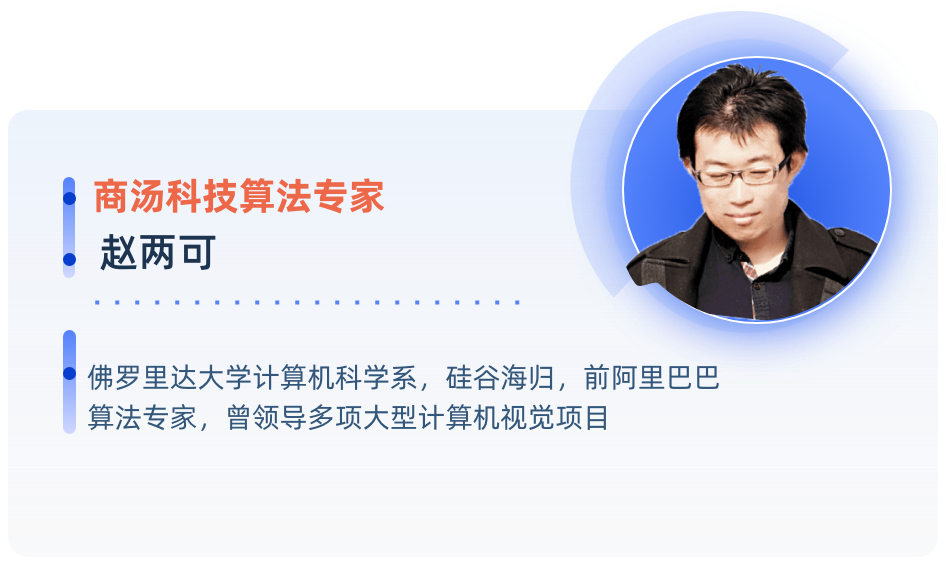 商汤科技算法专家
赵两可
佛罗里达大学计算机科学系，硅谷海归，前阿里巴巴
算法专家，曾领导多项大型计算机视觉项目